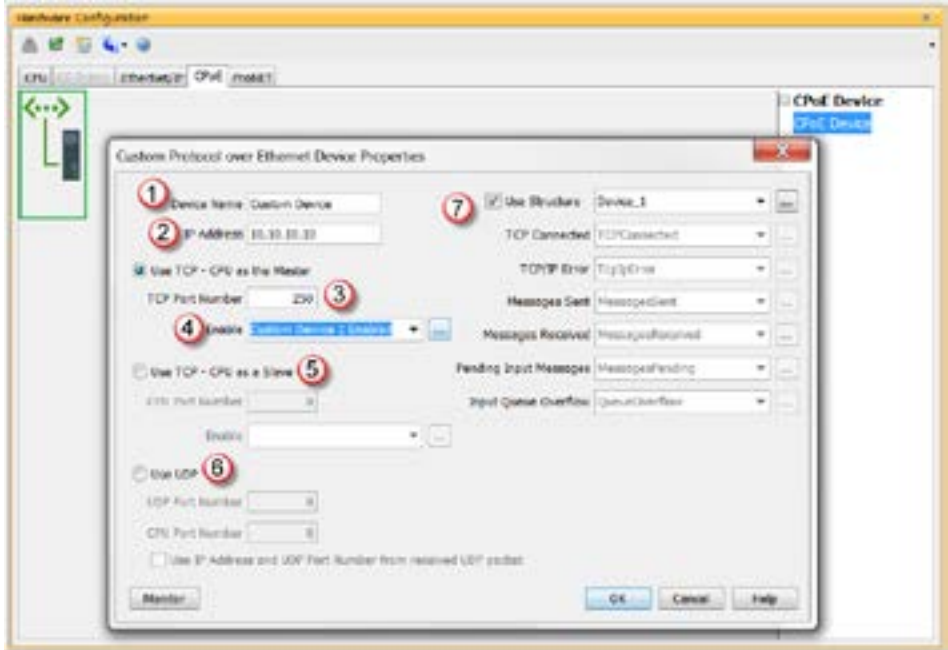 Hardware Configuration
CPU EtherNet/IP CPoE
CPoE Device
CPoE Device
Custom Protocol over Ethernet Device Properties
1 Device Name Custom Device
2 IP Address 10.10.10.10
Use TCP - CPU as the Master
TCP Port Number 250 3
4 Enable Custom Device 1 Enabled ...
Use TCP - CPU as a Slave 5
CPU Port Number 0
Enable ...
Use UDP 6
UDP Port Number 0
CPU Port Number 0
Use IP Address and UDP Port Number from received UDP packet
7 Use Structure Device_1 ...
TCP Connected TCPConnected ...
TCP/IP Error TcpIpError ...
Messages Sent MessagesSent ...
Messages Received MessagesReceived ...
Pending Input Messages MessagesPending ...
Input Queue Overflow QueueOverflow ...
Monitor OK Cancel Help